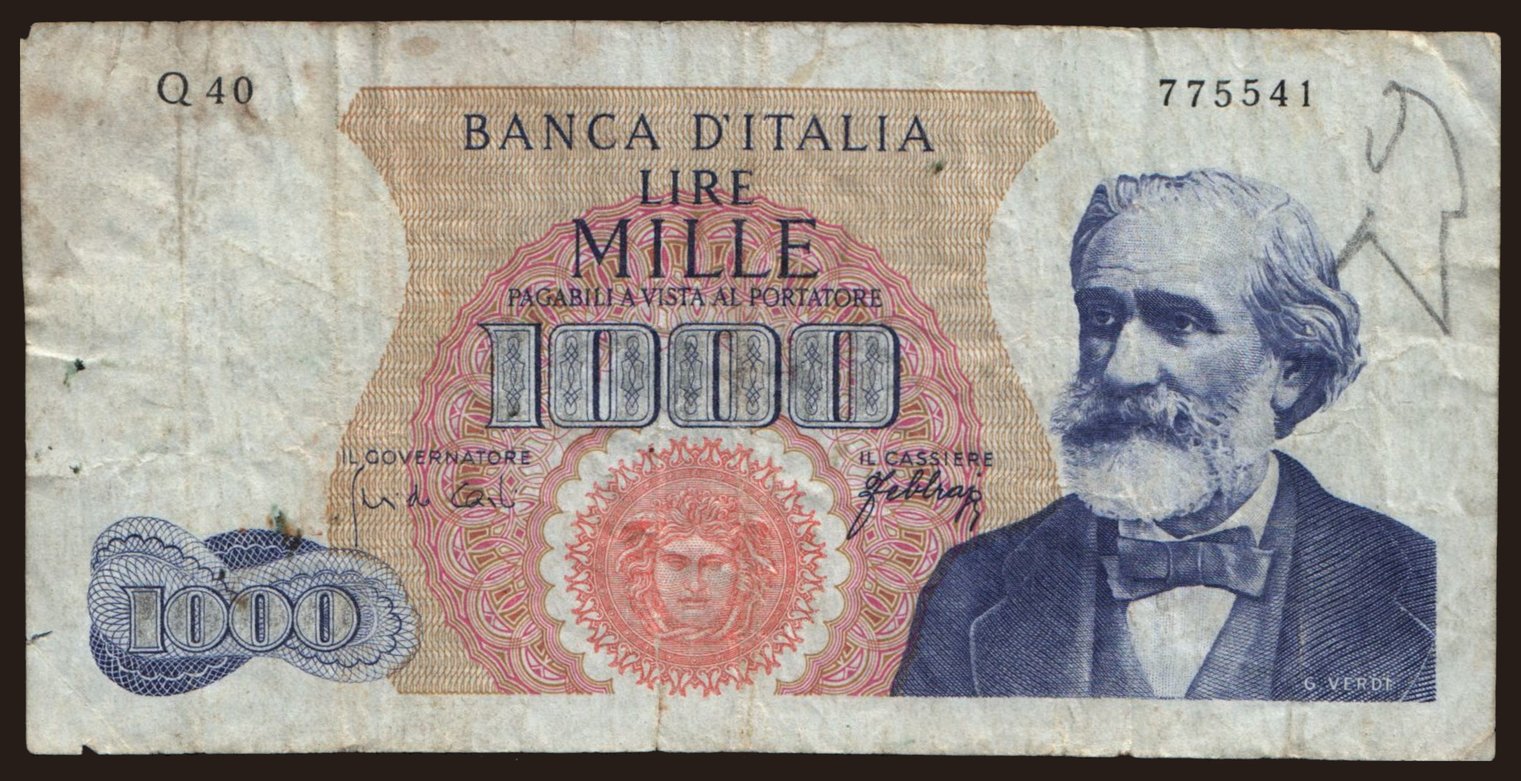 Q 40
775541
BANCA D'ITALIA
LIRE
MILLE
PAGABILI A VISTA AL PORTATORE
1000
IL GOVERNATORE
IL CASSIERE
1000
G. VERDI